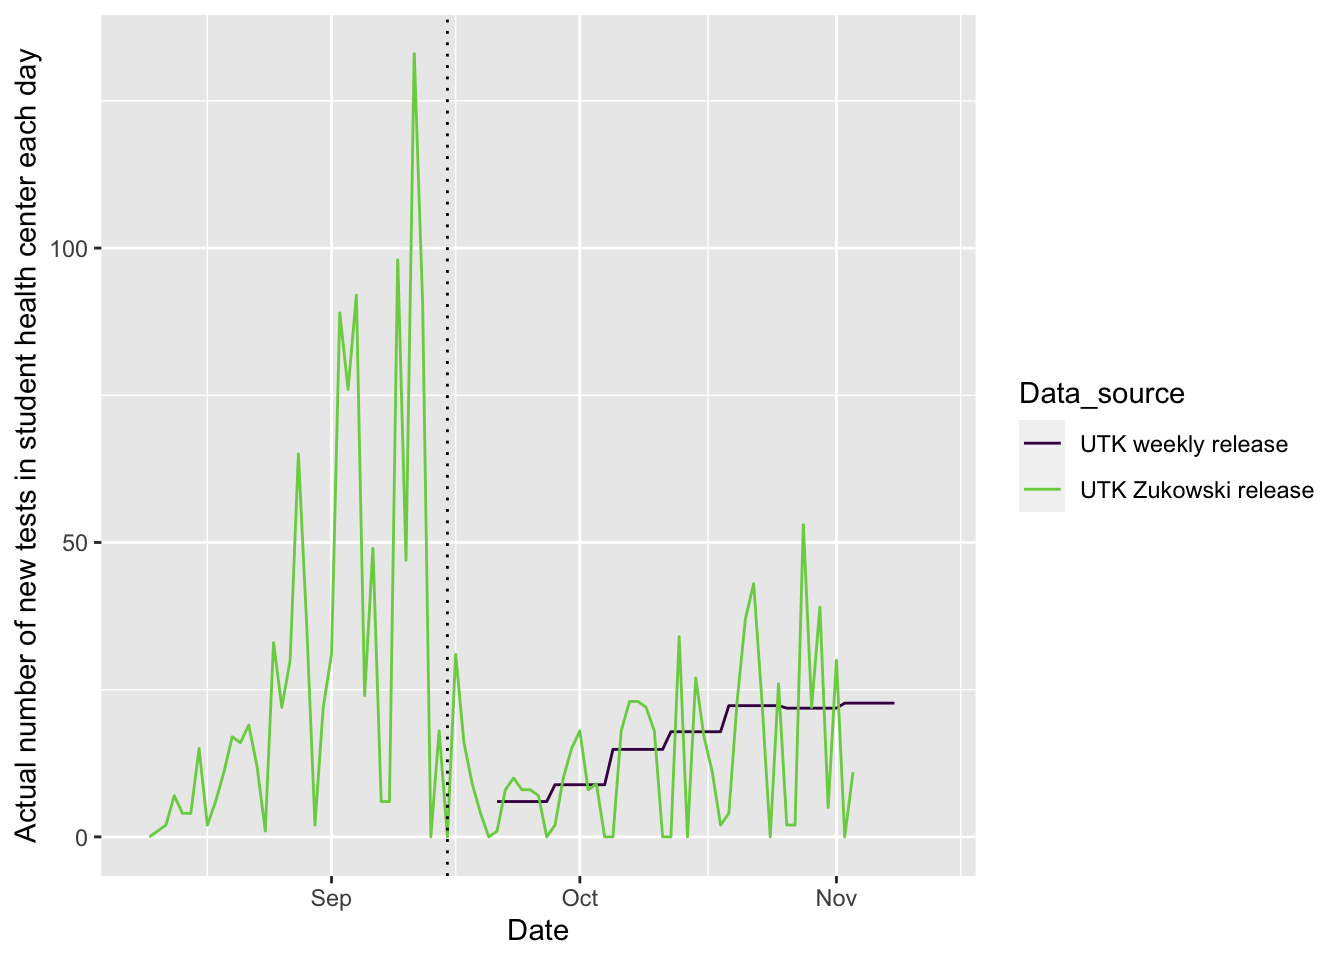 Actual number of new tests in student health center each day
100
50
0
Sep
Oct
Nov
Date
Data_source
UTK weekly release
UTK Zukowski release